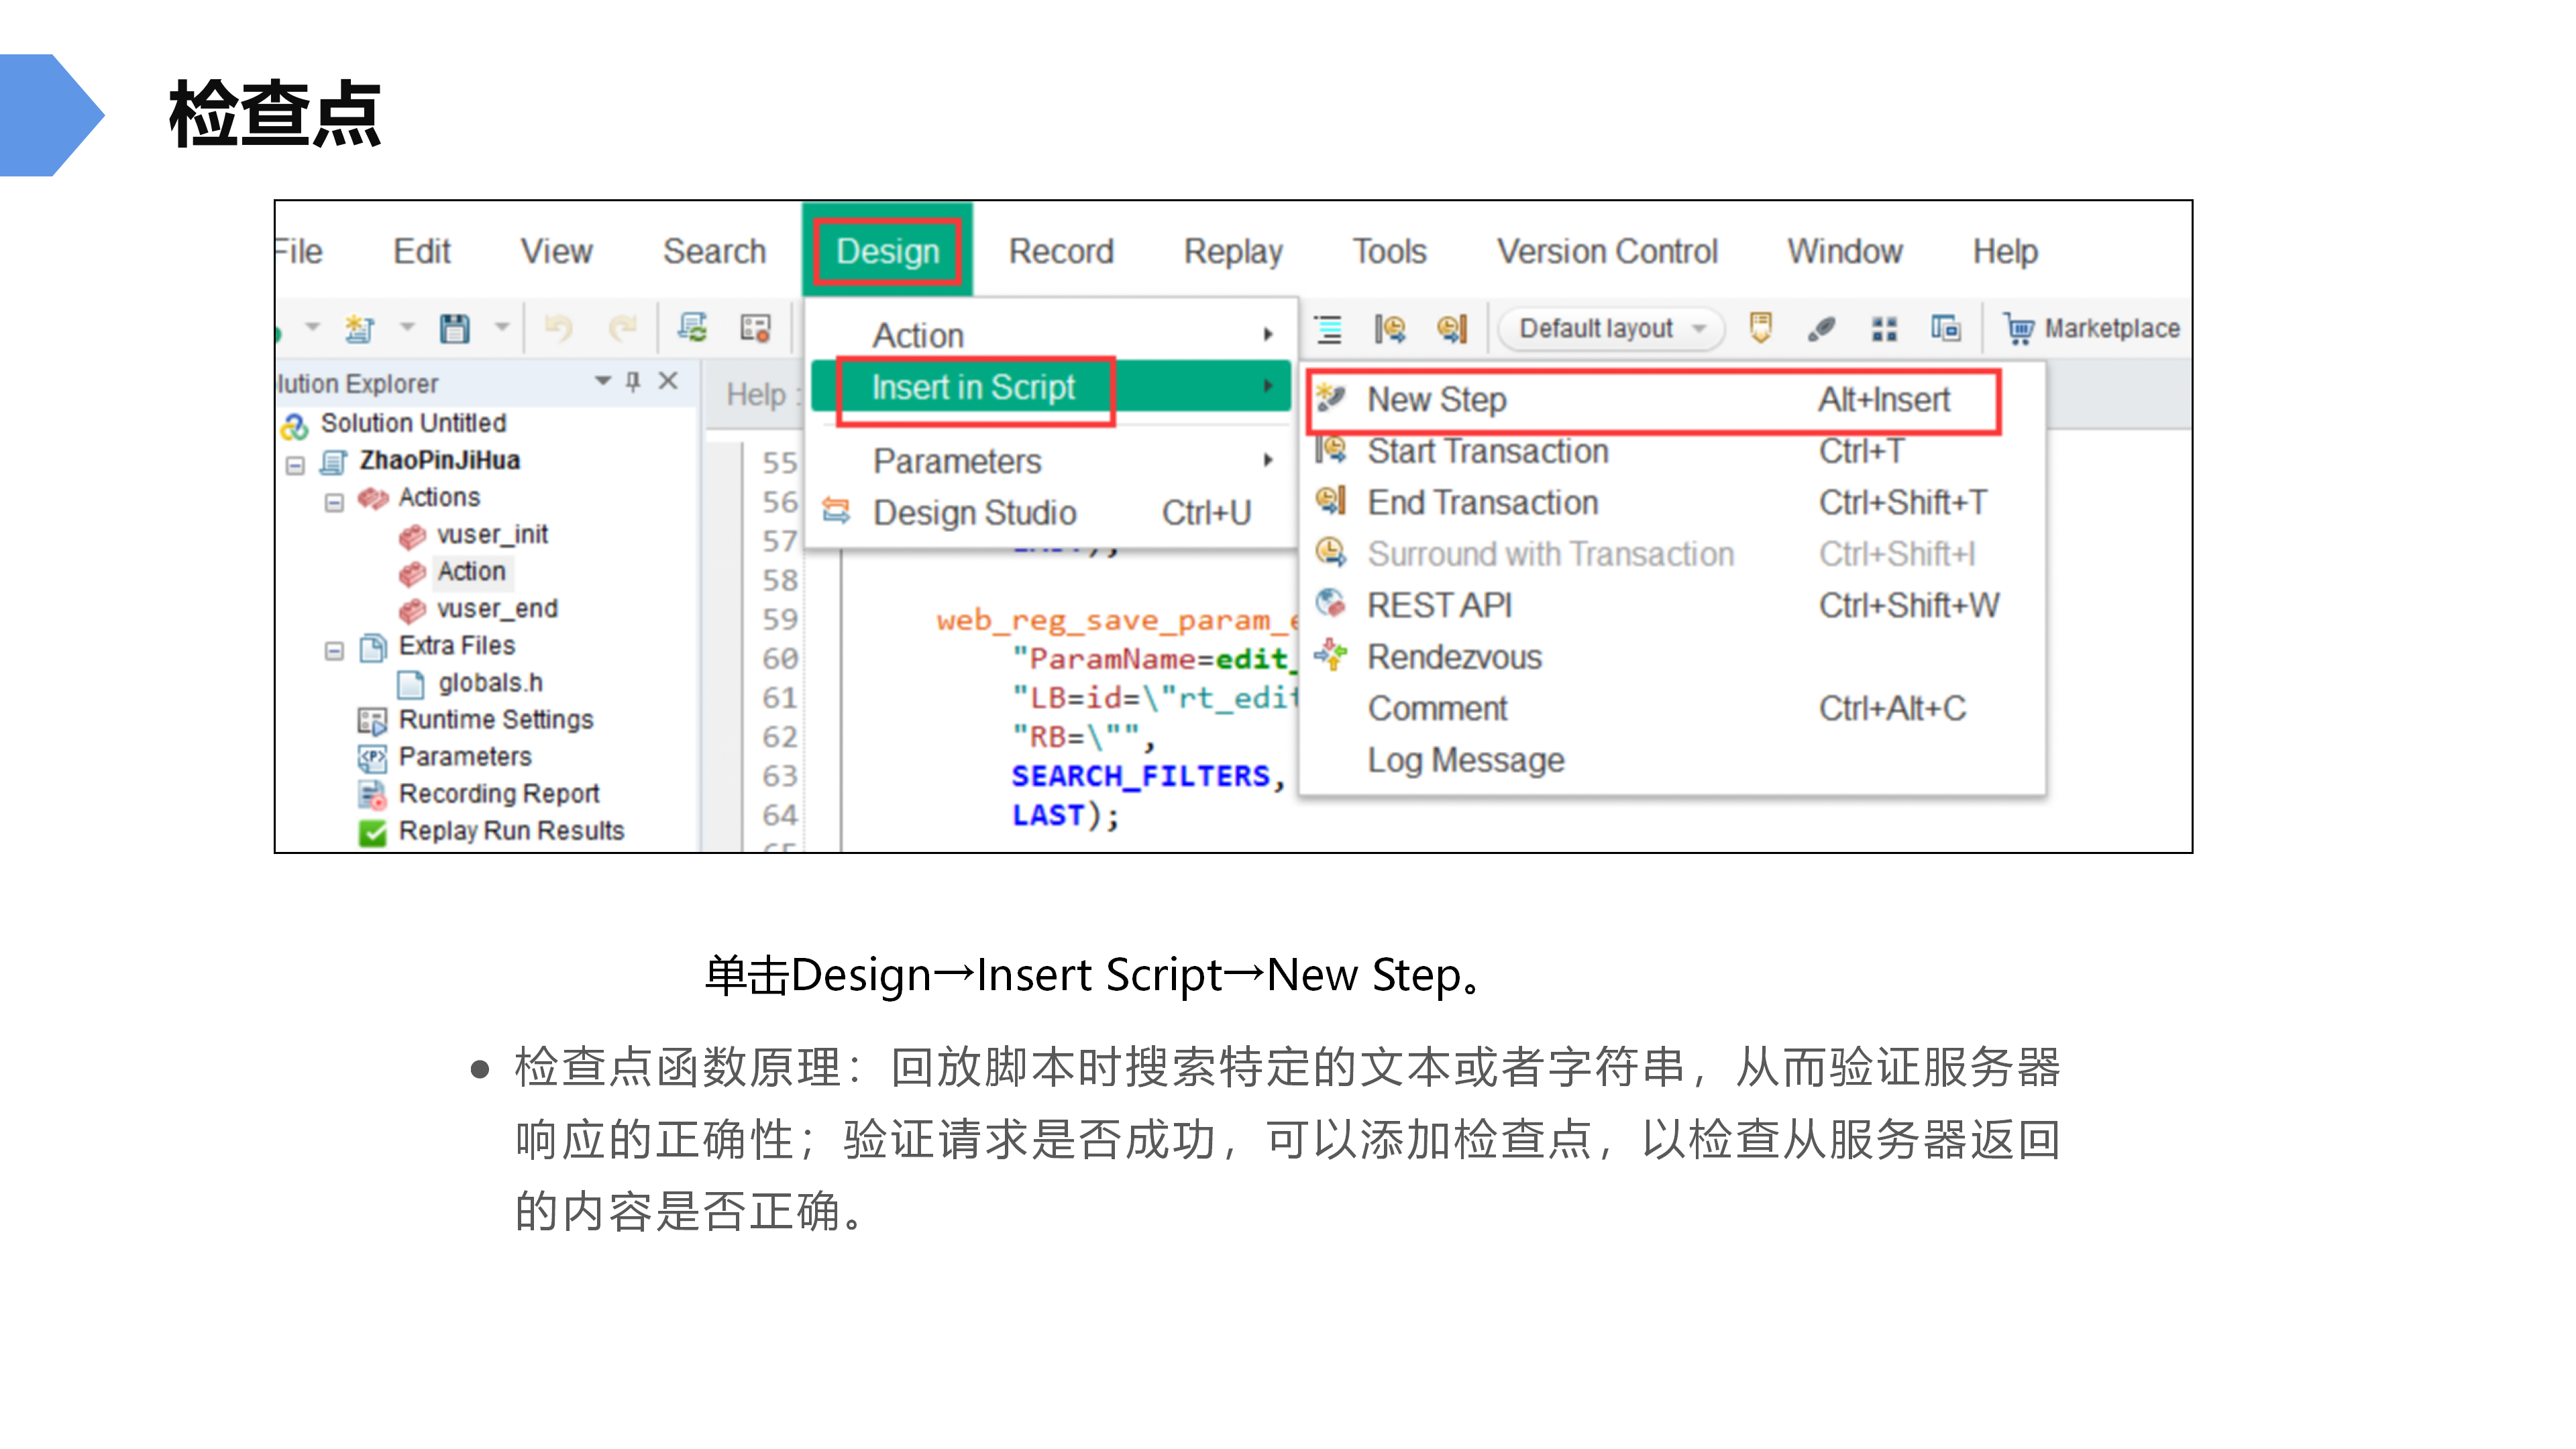 检查点
File Edit View Search Design Record Replay Tools Version Control Window Help
Default layout Marketplace
Action
Insert in Script
Parameters
Design Studio Ctrl+U
New Step Alt+Insert
Start Transaction Ctrl+T
End Transaction Ctrl+Shift+T
Surround with Transaction Ctrl+Shift+I
REST API Ctrl+Shift+W
Rendezvous
Comment Ctrl+Alt+C
Log Message
lution Explorer
Solution Untitled
ZhaoPinJiHua
Actions
vuser_init
Action
vuser_end
Extra Files
globals.h
Runtime Settings
Parameters
Recording Report
Replay Run Results
Help :
55
56
57
58
59 web_reg_save_param_e
60 "ParamName=edit_
61 "LB=id=\"rt_edit
62 "RB=\"",
63 SEARCH_FILTERS,
64 LAST);
单击Design→Insert Script→New Step。
● 检查点函数原理：回放脚本时搜索特定的文本或者字符串，从而验证服务器
响应的正确性；验证请求是否成功，可以添加检查点，以检查从服务器返回
的内容是否正确。